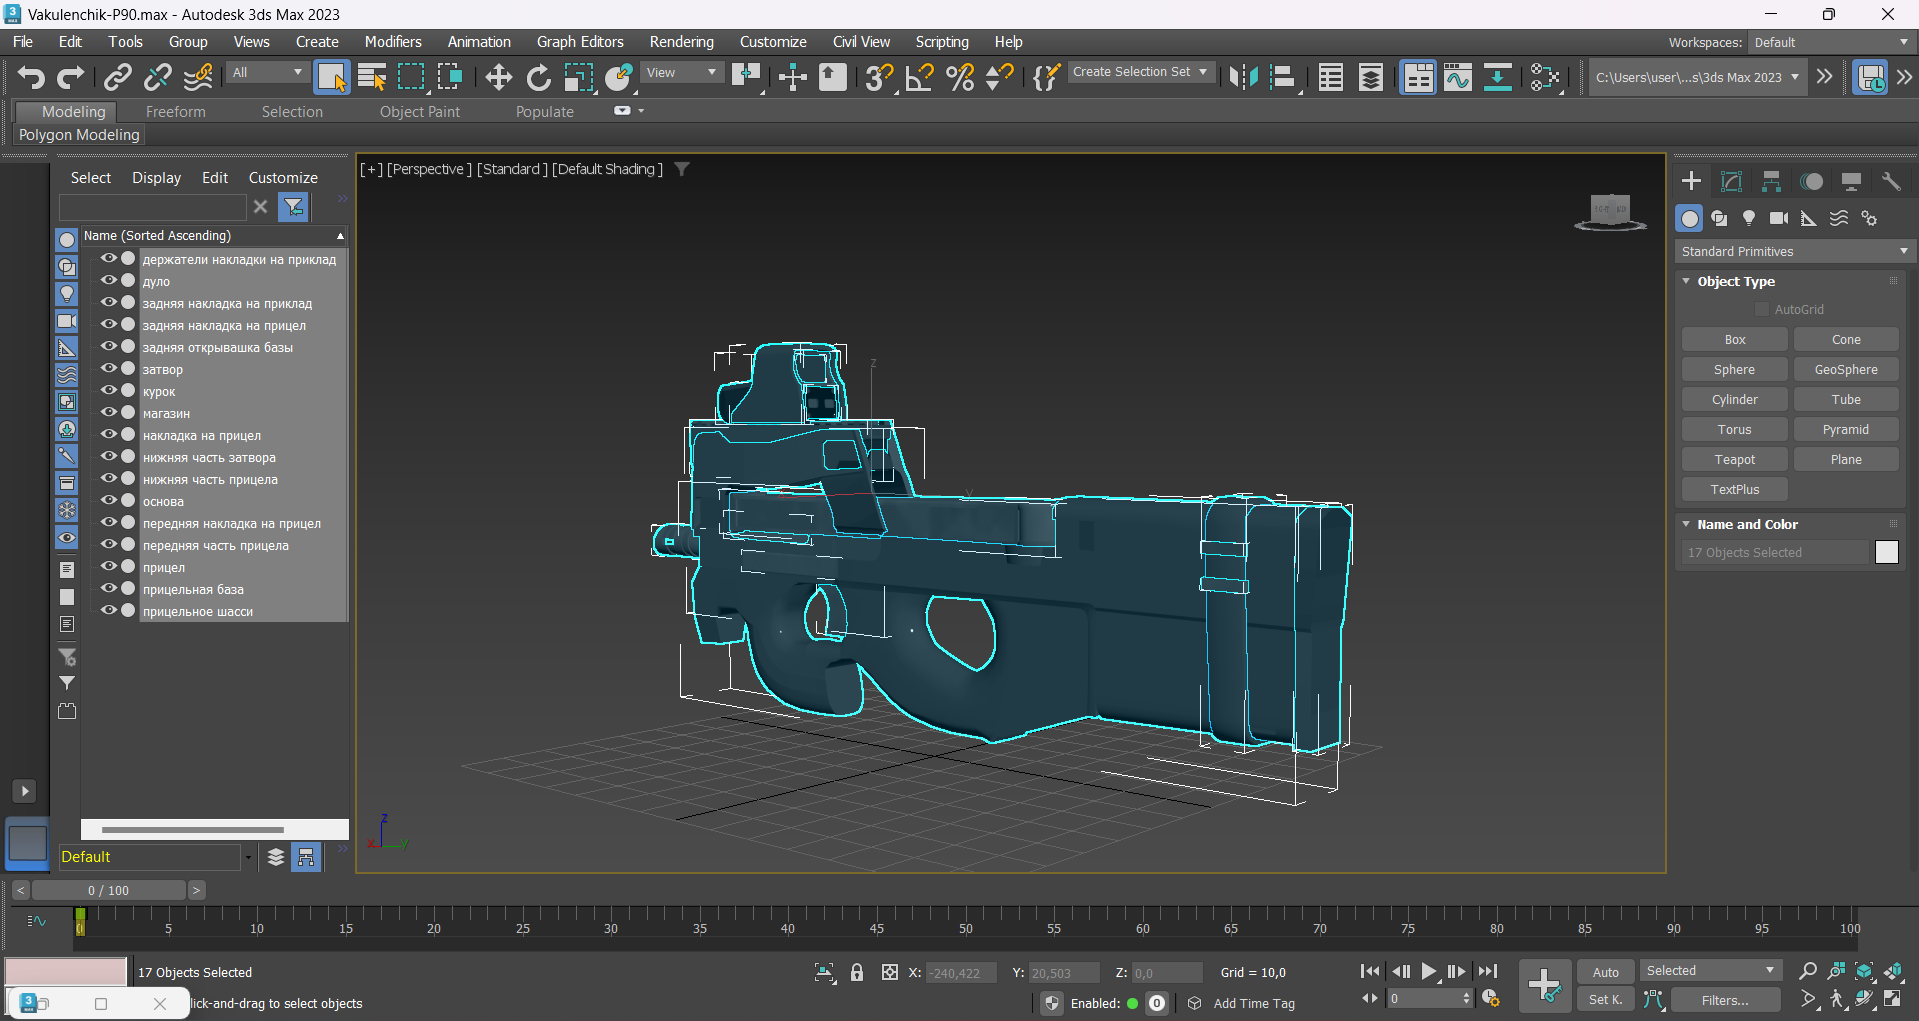 Vakulenchik-P90.max - Autodesk 3ds Max 2023
File Edit Tools Group Views Create Modifiers Animation Graph Editors Rendering Customize Civil View Scripting Help
Workspaces: Default
All
View
Create Selection Set
C:\Users\user\...s\3ds Max 2023
Modeling Freeform Selection Object Paint Populate
Polygon Modeling
Select Display Edit Customize
[+] [Perspective ] [Standard ] [Default Shading ]
Name (Sorted Ascending)
держатели накладки на приклад
дуло
задняя накладка на приклад
задняя накладка на прицел
задняя открывашка базы
затвор
курок
магазин
накладка на прицел
нижняя часть затвора
нижняя часть прицела
основа
передняя накладка на прицел
передняя часть прицела
прицел
прицельная база
прицельное шасси
Default
z
z
x
y
Standard Primitives
Object Type
AutoGrid
Box Cone
Sphere GeoSphere
Cylinder Tube
Torus Pyramid
Teapot Plane
TextPlus
Name and Color
17 Objects Selected
< 0 / 100 >
0 5 10 15 20 25 30 35 40 45 50 55 60 65 70 75 80 85 90 95 100
17 Objects Selected
X: -240,422 Y: 20,503 Z: 0,0 Grid = 10,0
Auto Selected
lick-and-drag to select objects
Enabled: 0 Add Time Tag
0
Set K. Filters...